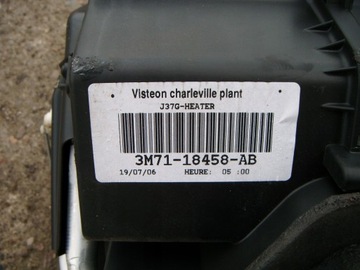 Visteon charleville plant
J37G-HEATER
3M71-18458-AB
19/07/06 HEURE: 05 :00